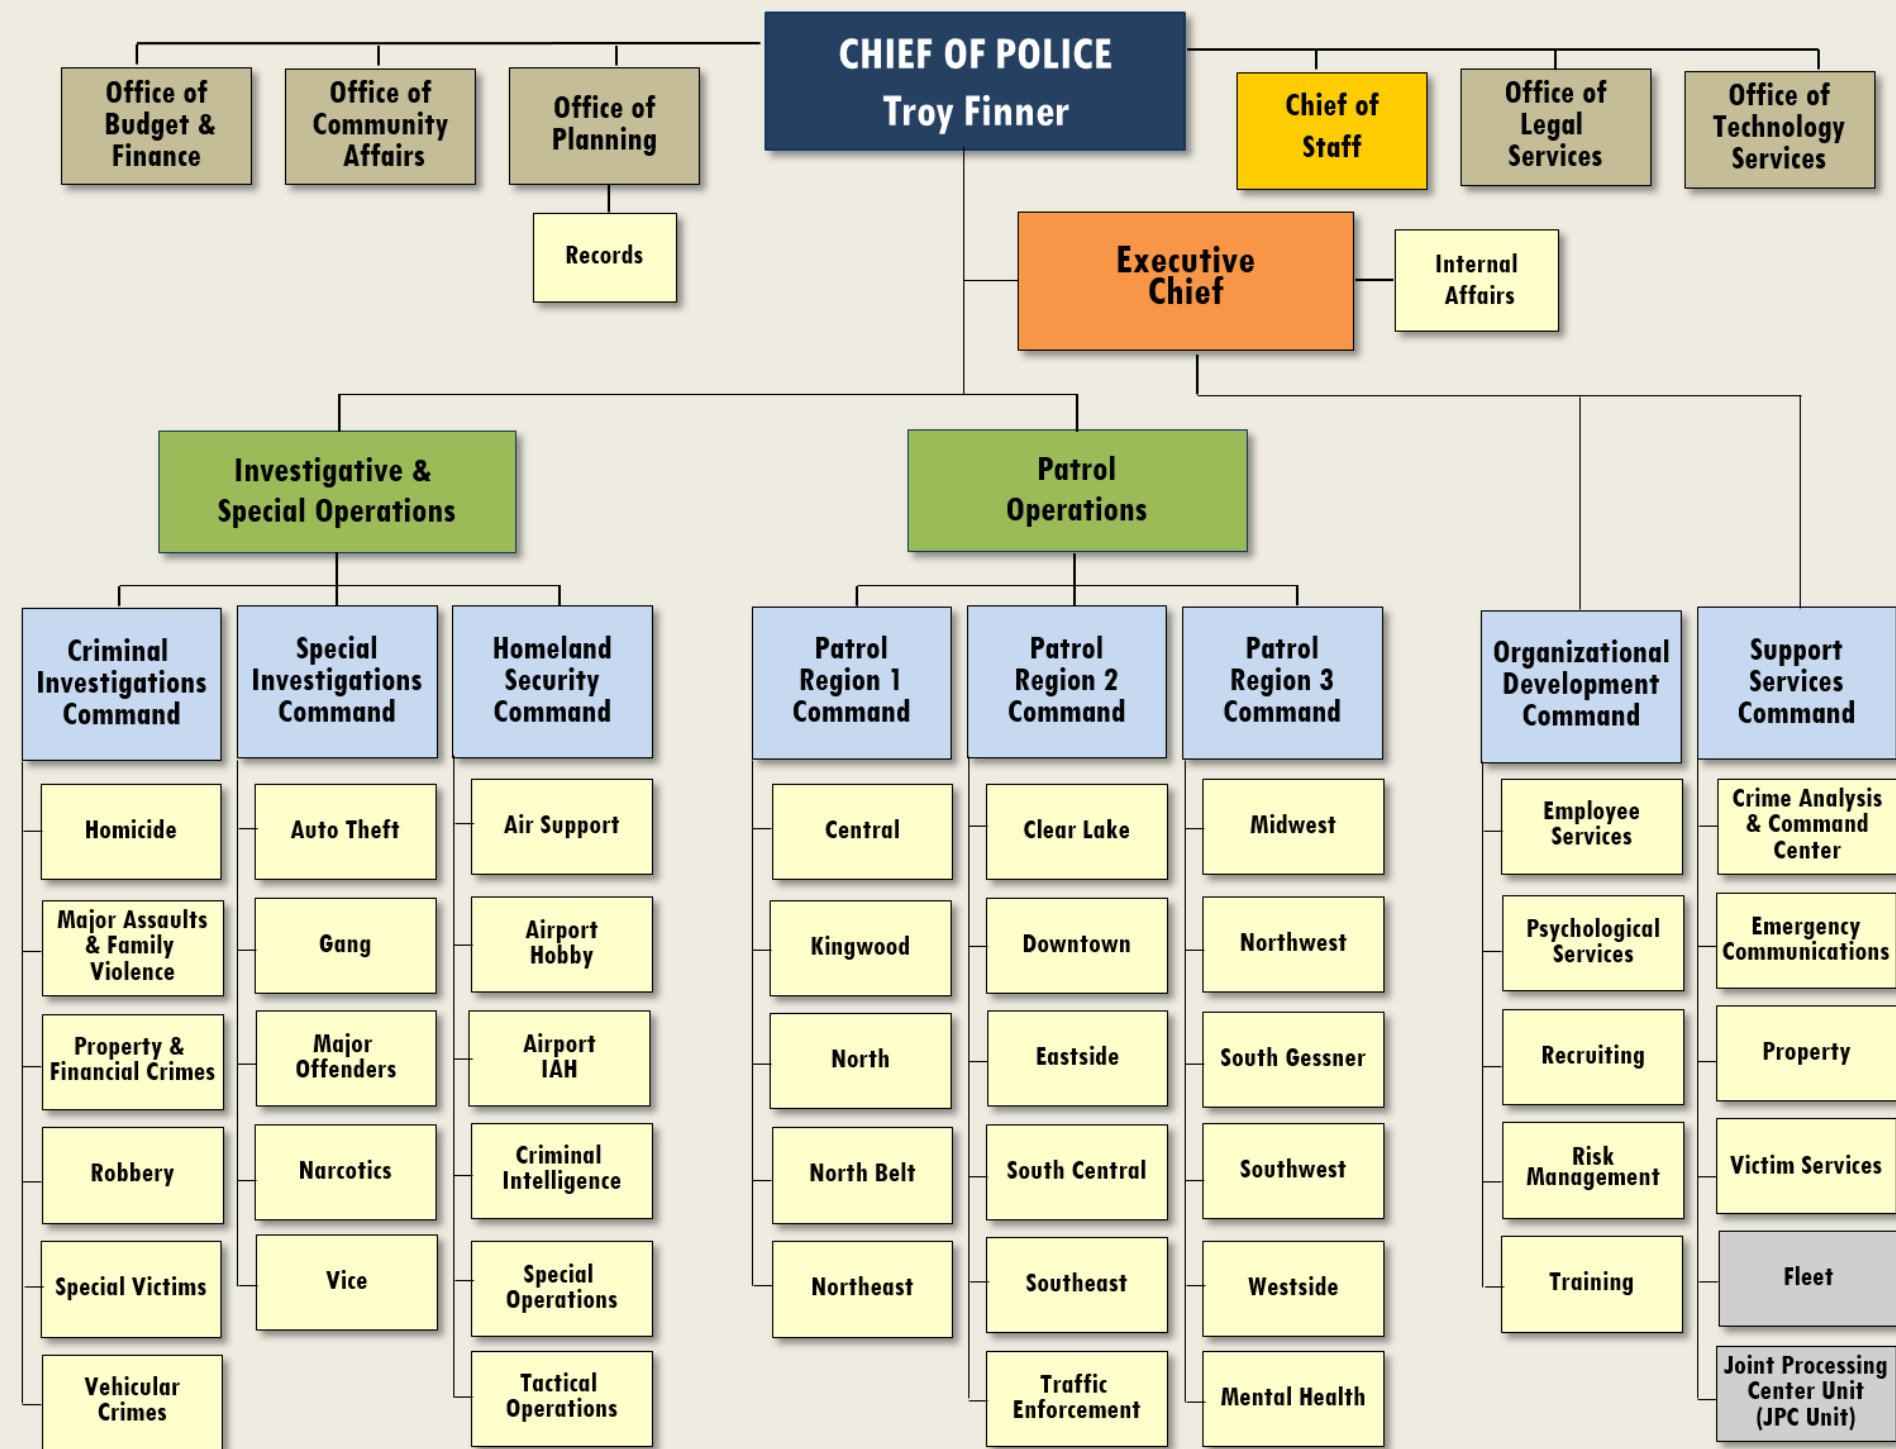 CHIEF OF POLICE
Troy Finner
Office of
Budget &
Finance
Office of
Community
Affairs
Office of
Planning
Chief of
Staff
Office of
Legal
Services
Office of
Technology
Services
Records
Executive
Chief
Internal
Affairs
Investigative &
Special Operations
Patrol
Operations
Criminal
Investigations
Command
Special
Investigations
Command
Homeland
Security
Command
Patrol
Region 1
Command
Patrol
Region 2
Command
Patrol
Region 3
Command
Organizational
Development
Command
Support
Services
Command
Homicide
Major Assaults
& Family
Violence
Property &
Financial Crimes
Robbery
Special Victims
Vehicular
Crimes
Auto Theft
Gang
Major
Offenders
Narcotics
Vice
Air Support
Airport
Hobby
Airport
IAH
Criminal
Intelligence
Special
Operations
Tactical
Operations
Central
Kingwood
North
North Belt
Northeast
Clear Lake
Downtown
Eastside
South Central
Southeast
Traffic
Enforcement
Midwest
Northwest
South Gessner
Southwest
Westside
Mental Health
Employee
Services
Psychological
Services
Recruiting
Risk
Management
Training
Crime Analysis
& Command
Center
Emergency
Communications
Property
Victim Services
Fleet
Joint Processing
Center Unit
(JPC Unit)